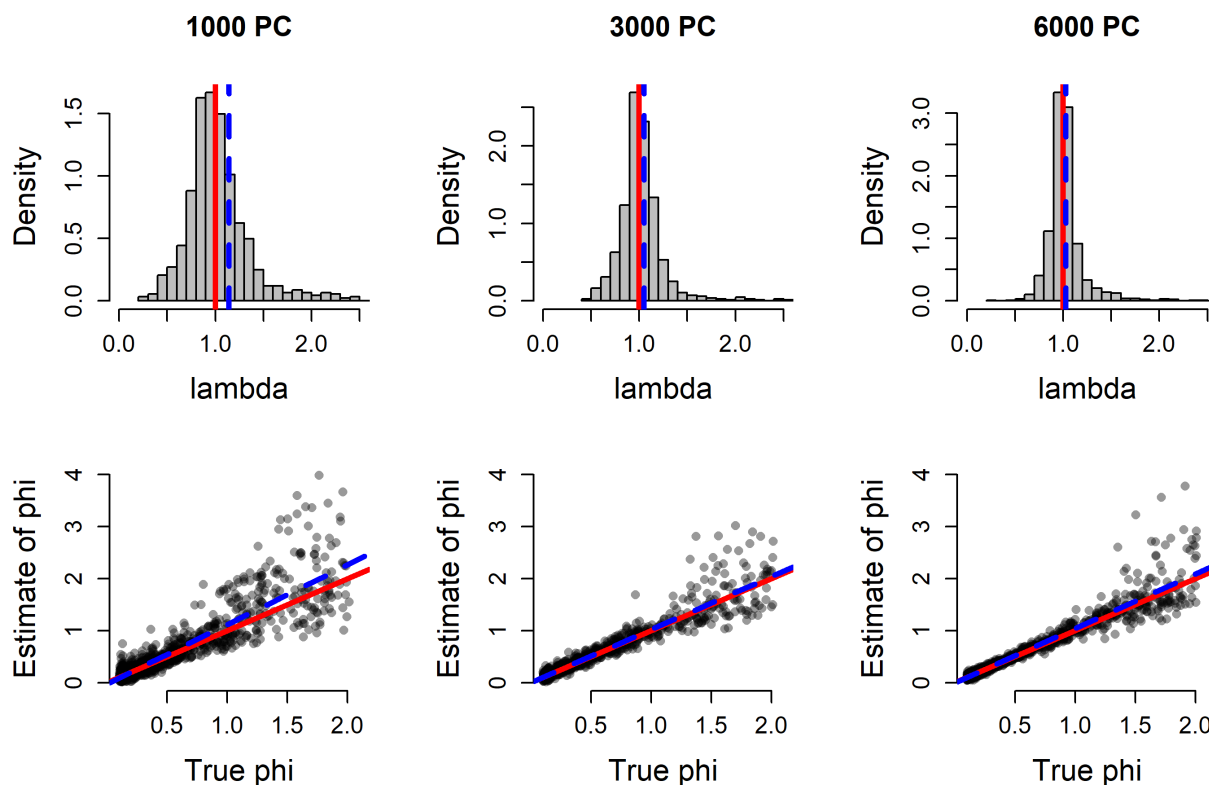 1000 PC
3000 PC
6000 PC
Density
0.0 0.5 1.0 1.5
0.0 1.0 2.0
lambda
Density
0.0 1.0 2.0
0.0 1.0 2.0
lambda
Density
0.0 1.0 2.0 3.0
0.0 1.0 2.0
lambda
Estimate of phi
0 1 2 3 4
0.5 1.0 1.5 2.0
True phi
Estimate of phi
0 1 2 3 4
0.5 1.0 1.5 2.0
True phi
Estimate of phi
0 1 2 3 4
0.5 1.0 1.5 2.0
True phi